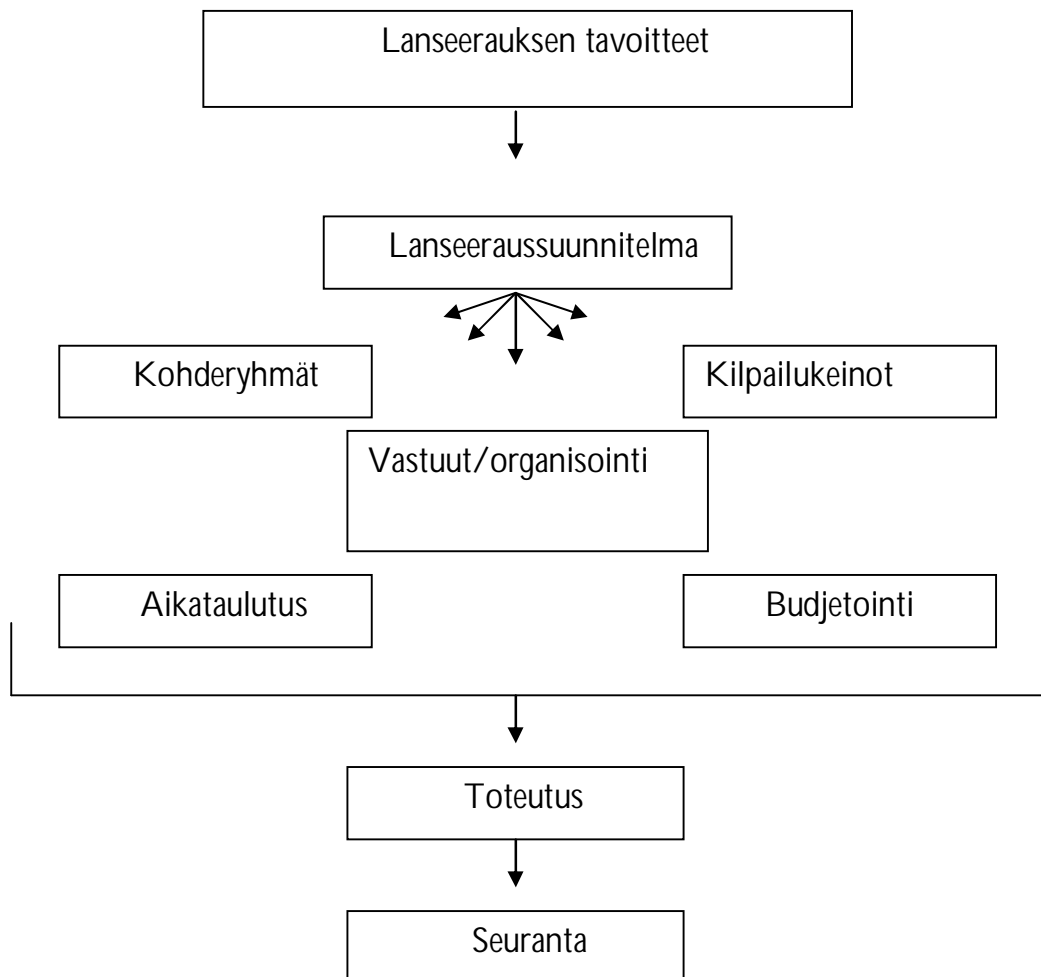 Lanseerauksen tavoitteet
Lanseeraussuunnitelma
Kohderyhmät
Kilpailukeinot
Vastuut/organisointi
Aikataulutus
Budjetointi
Toteutus
Seuranta